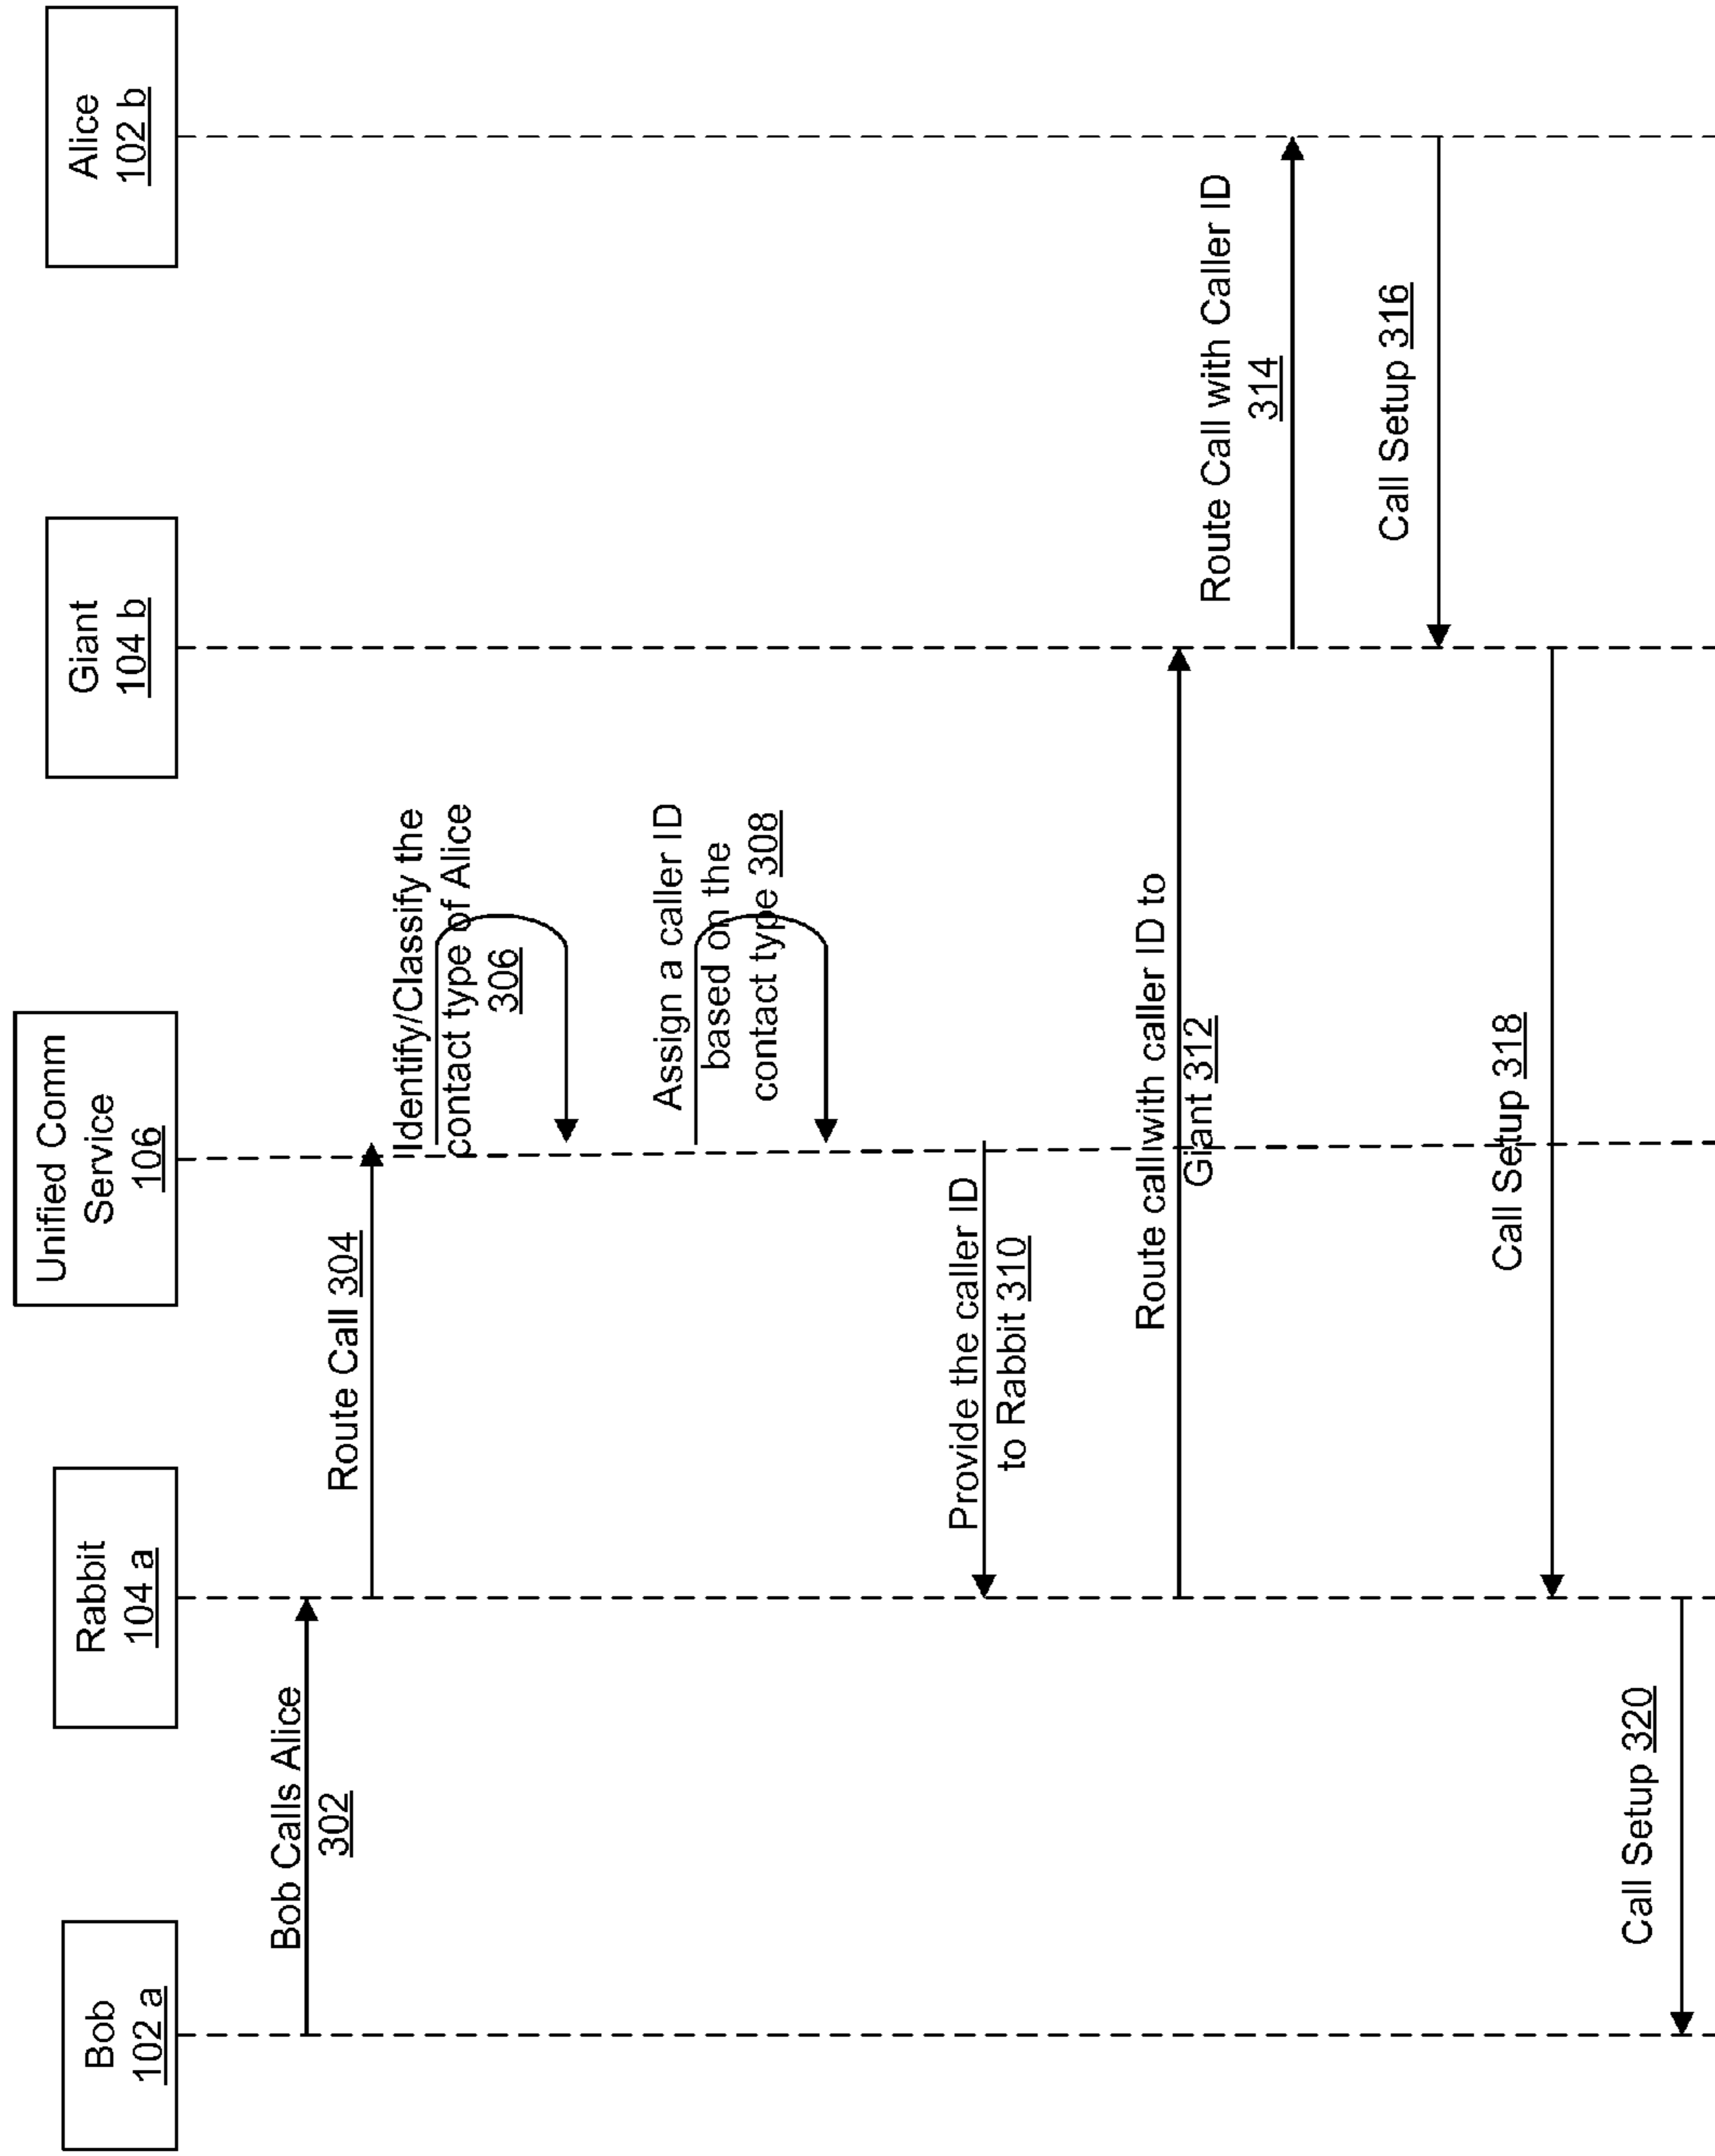 Bob
102 a
Rabbit
104 a
Unified Comm
Service
106
Giant
104 b
Alice
102 b
Bob Calls Alice
302
Route Call 304
Identify/Classify the
contact type of Alice
306
Assign a caller ID
based on the
contact type 308
Provide the caller ID
to Rabbit 310
Route call with caller ID to
Giant 312
Route Call with Caller ID
314
Call Setup 316
Call Setup 318
Call Setup 320